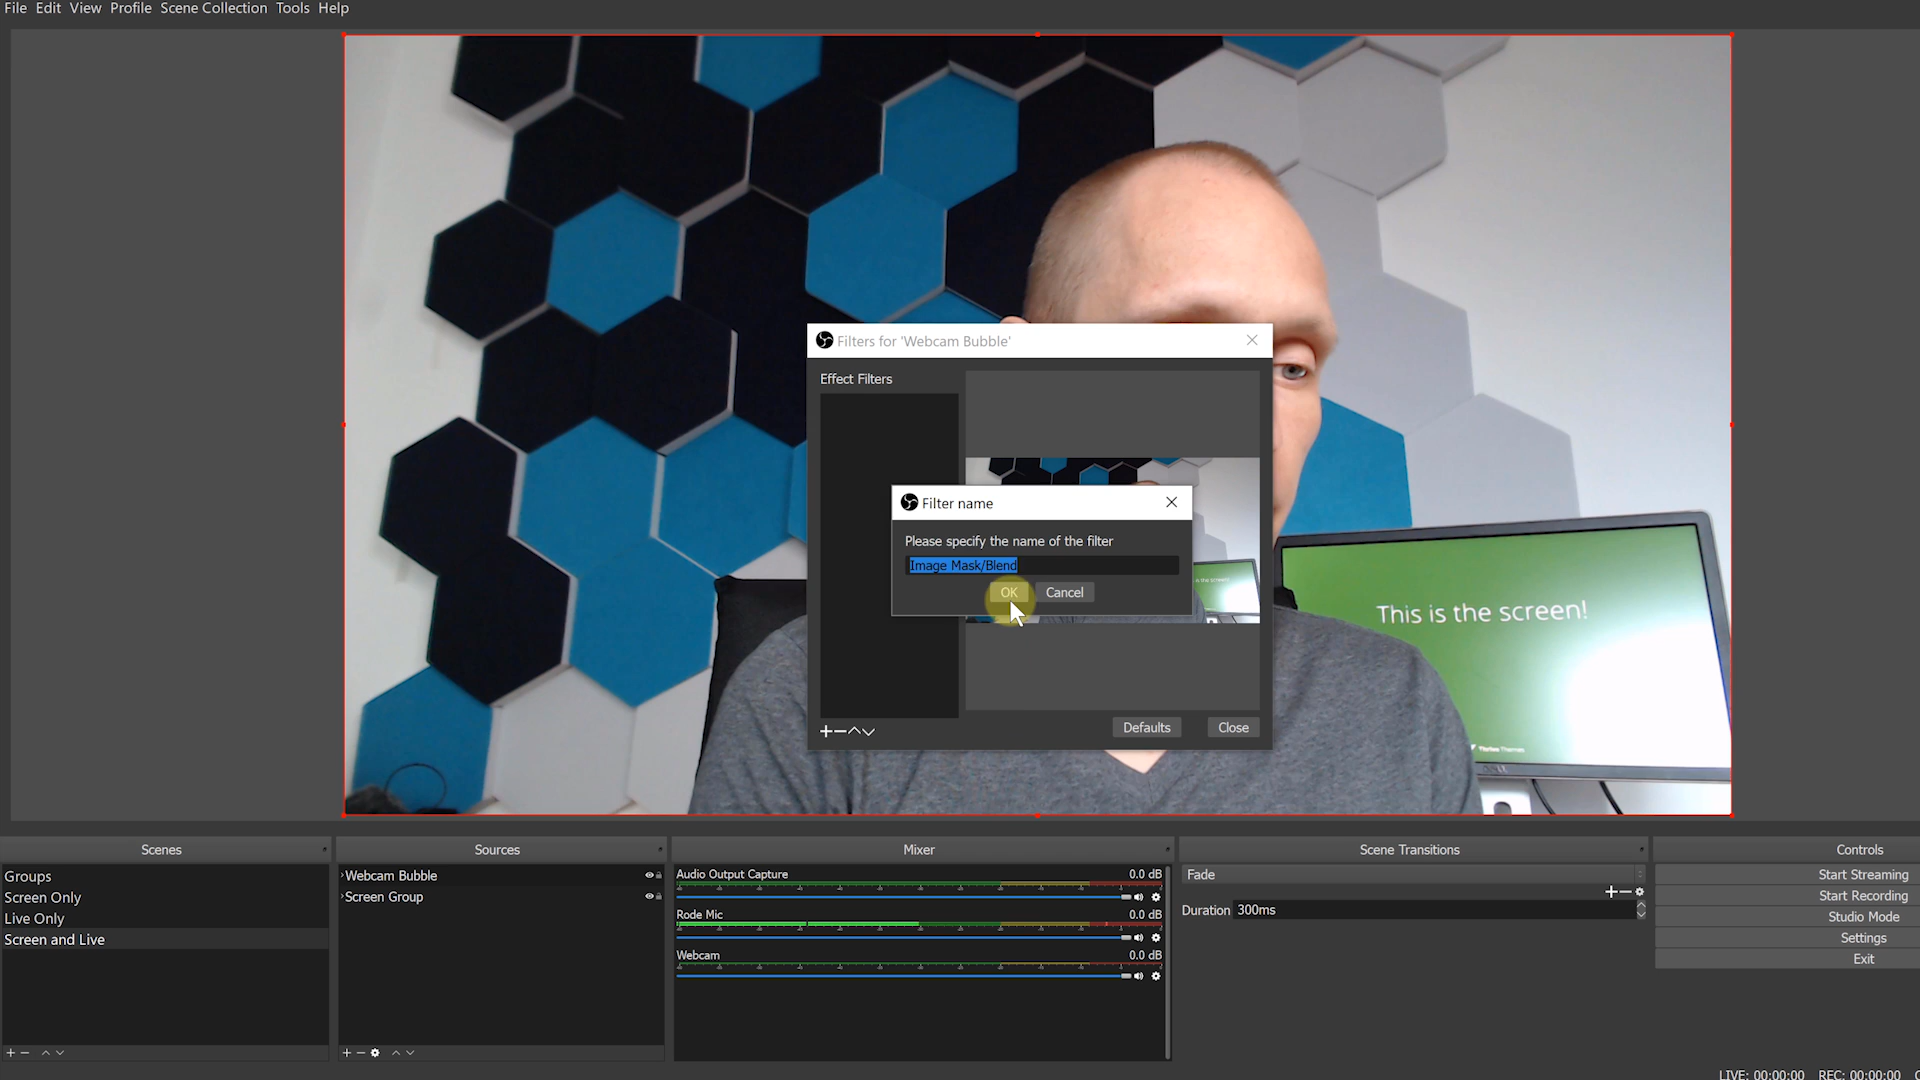 File Edit View Profile Scene Collection Tools Help
Filters for 'Webcam Bubble'
Effect Filters
Filter name
Please specify the name of the filter
Image Mask/Blend
OK Cancel
Defaults Close
This is the screen!
Thrive Themes
DELL
Scenes
Groups
Screen Only
Live Only
Screen and Live
Sources
Webcam Bubble
Screen Group
Mixer
Audio Output Capture 0.0 dB
Rode Mic 0.0 dB
Webcam 0.0 dB
Scene Transitions
Fade
Duration 300ms
Controls
Start Streaming
Start Recording
Studio Mode
Settings
Exit
LIVE: 00:00:00 REC: 00:00:00